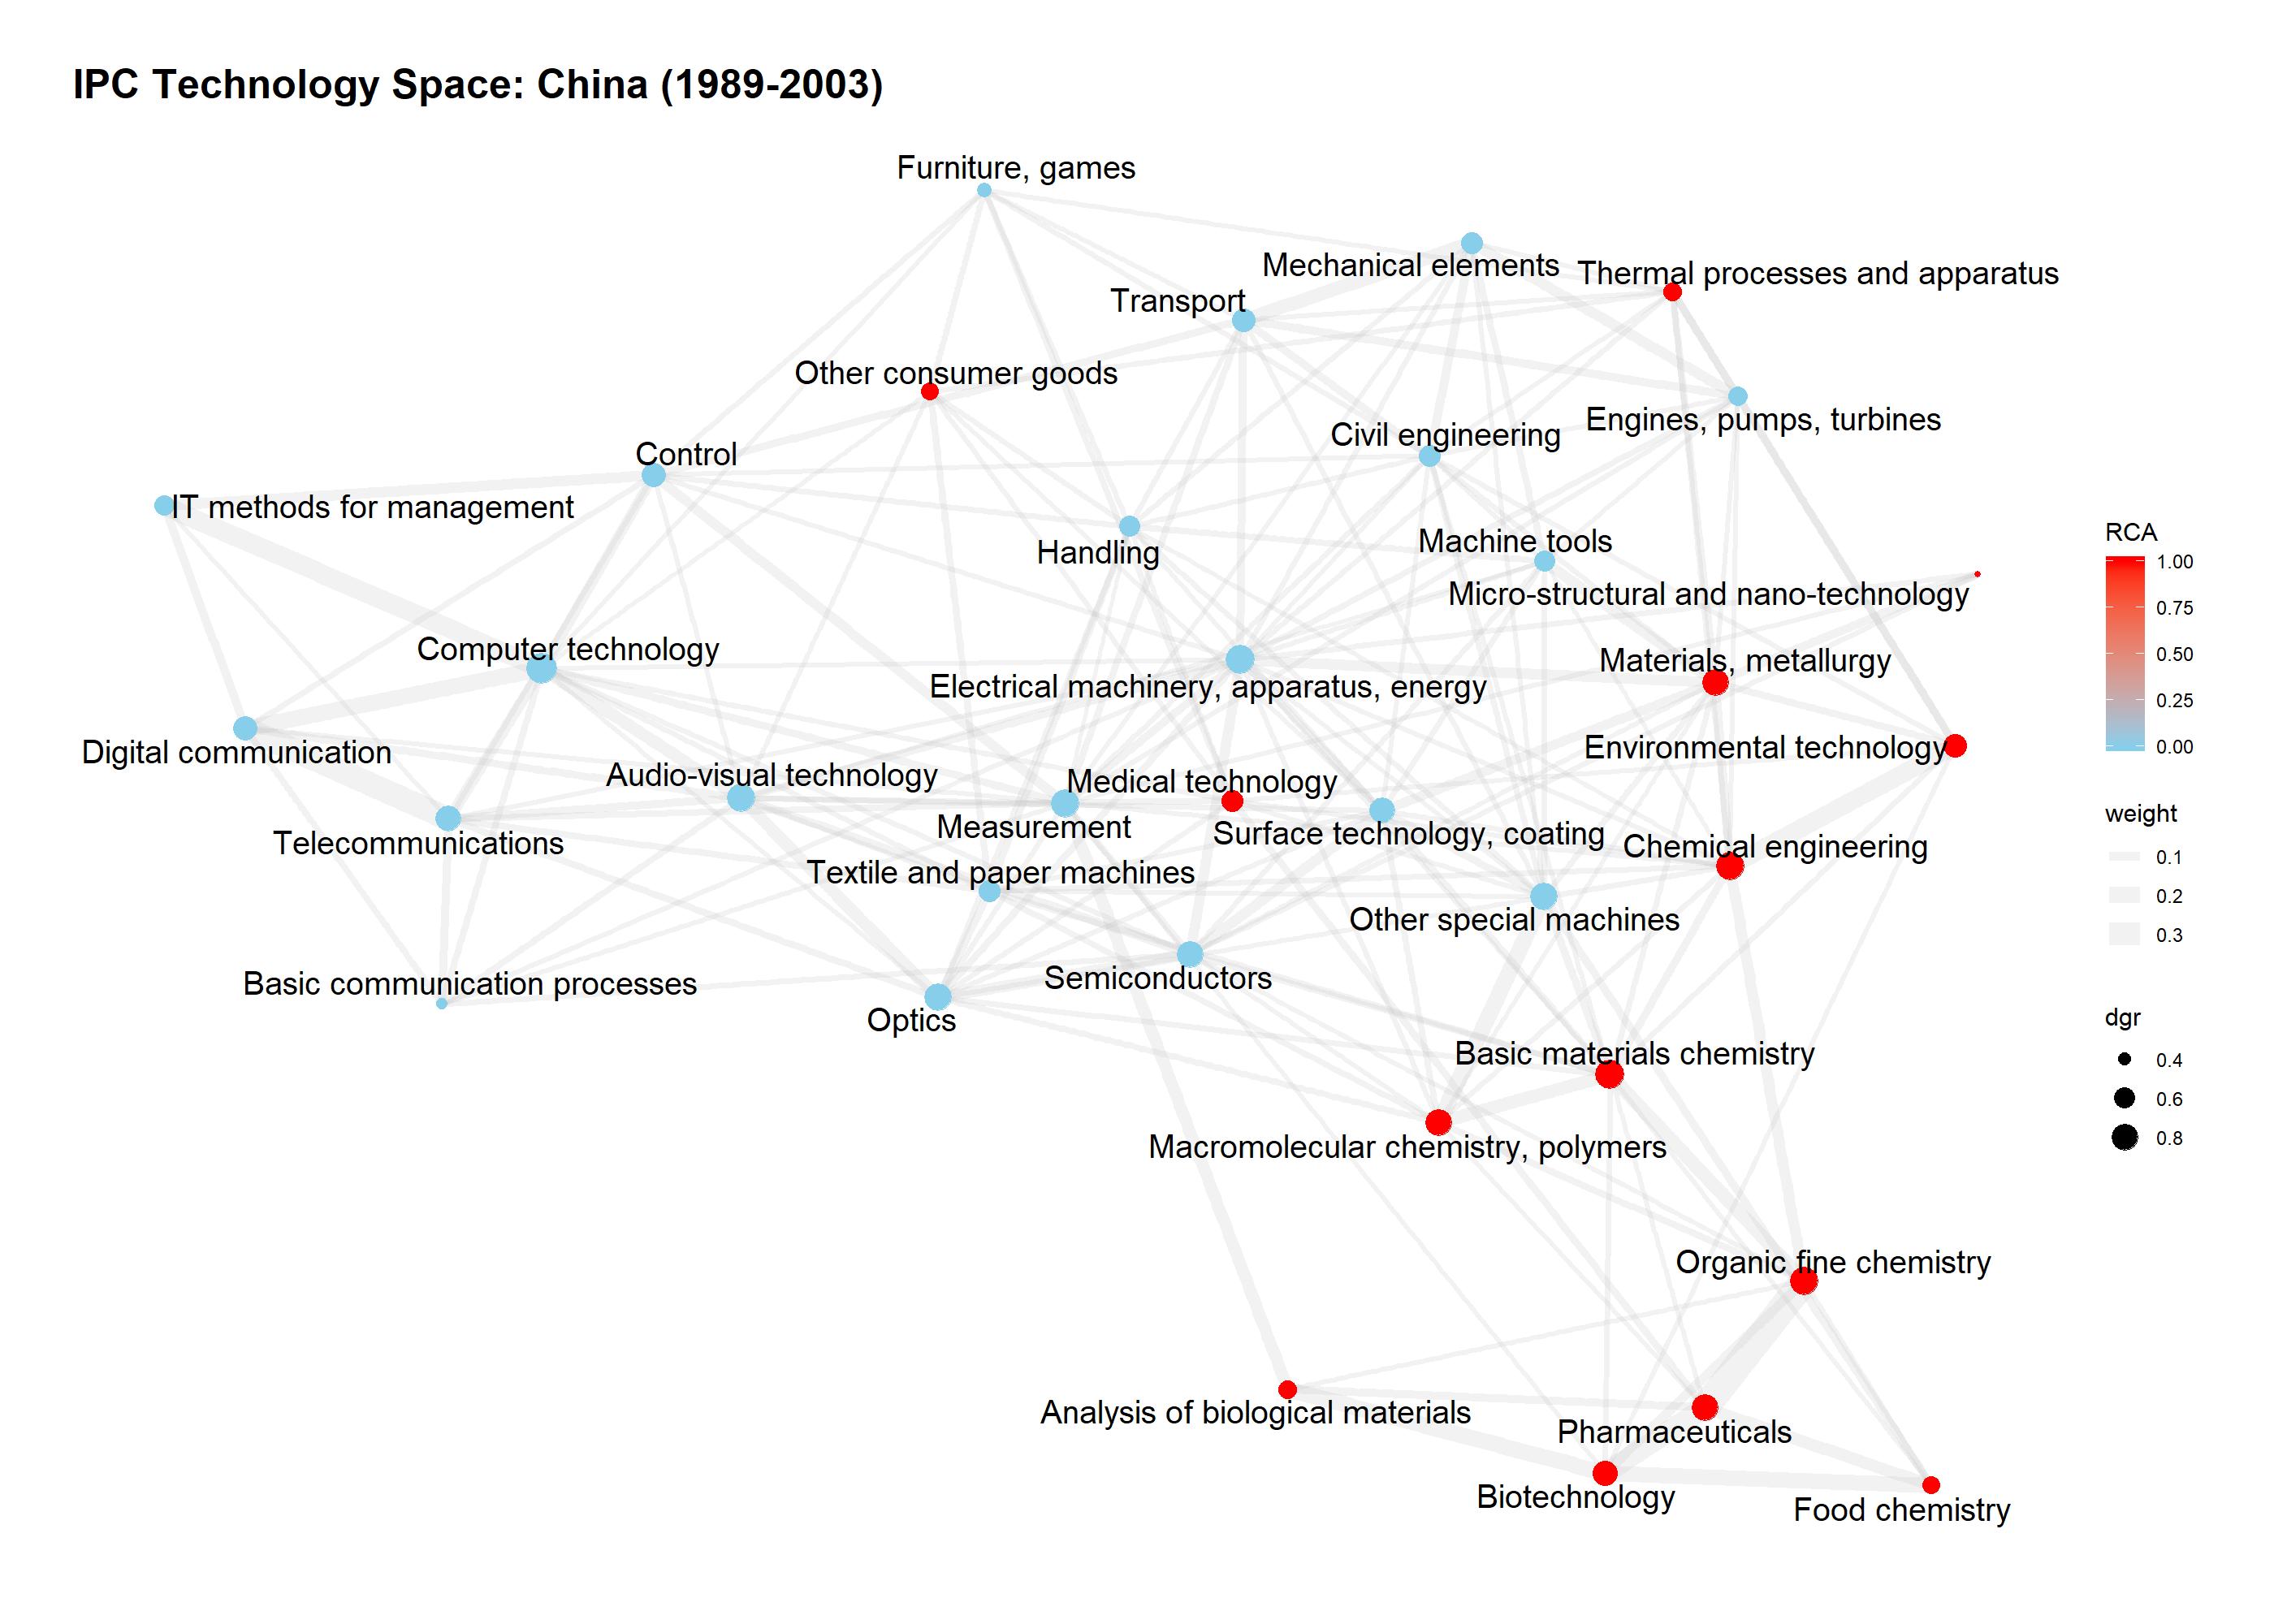 IPC Technology Space: China (1989-2003)
Furniture, games
Mechanical elements
Thermal processes and apparatus
Transport
Other consumer goods
Engines, pumps, turbines
Civil engineering
Control
IT methods for management
Handling
Machine tools
Micro-structural and nano-technology
Computer technology
Materials, metallurgy
Electrical machinery, apparatus, energy
Digital communication
Environmental technology
Audio-visual technology
Medical technology
Measurement
Surface technology, coating
Telecommunications
Chemical engineering
Textile and paper machines
Other special machines
Basic communication processes
Semiconductors
Optics
Basic materials chemistry
Macromolecular chemistry, polymers
Organic fine chemistry
Analysis of biological materials
Pharmaceuticals
Biotechnology
Food chemistry
RCA
1.00
0.75
0.50
0.25
0.00
weight
0.1
0.2
0.3
dgr
0.4
0.6
0.8